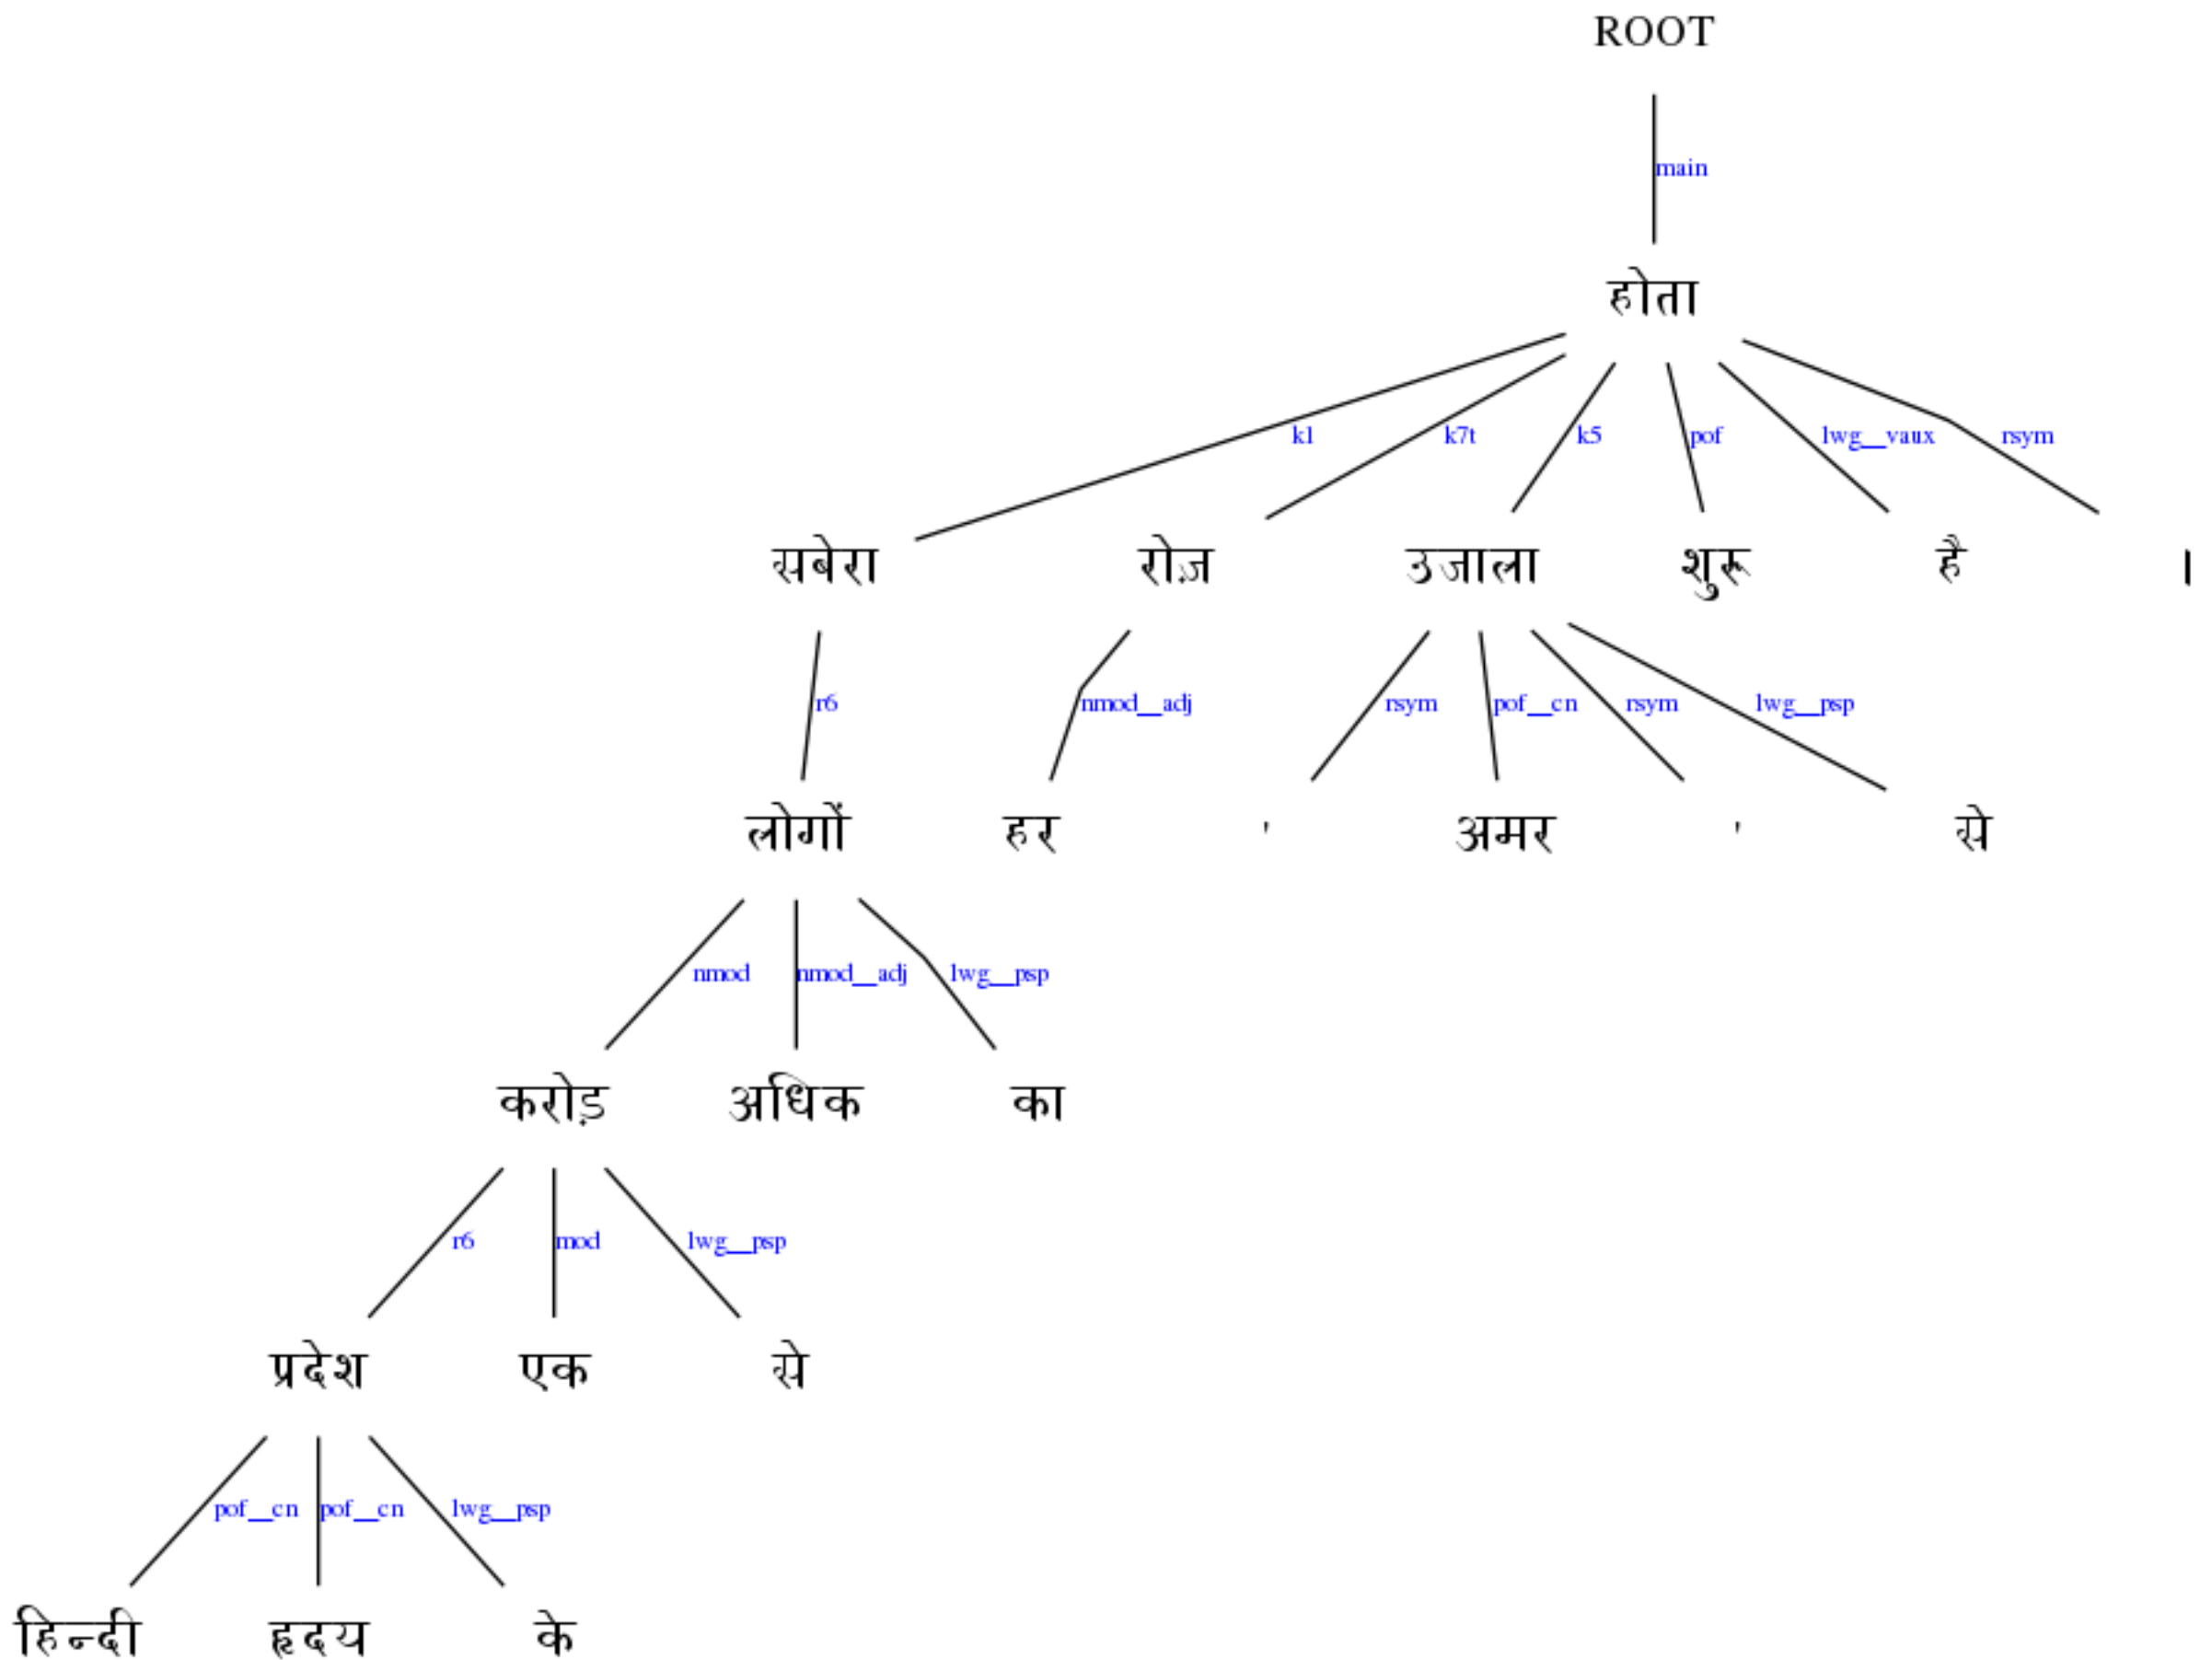 ROOT
main
होता
k1 k7t k5 pof lwg__vaux rsym
सबेरा रोज़ उजाला शुरू है ।
r6 nmod__adj rsym pof__cn rsym lwg__psp
लोगों हर ' अमर ' से
nmod nmod__adj lwg__psp
करोड़ अधिक का
r6 mod lwg__psp
प्रदेश एक से
pof__cn pof__cn lwg__psp
हिन्दी हृदय के